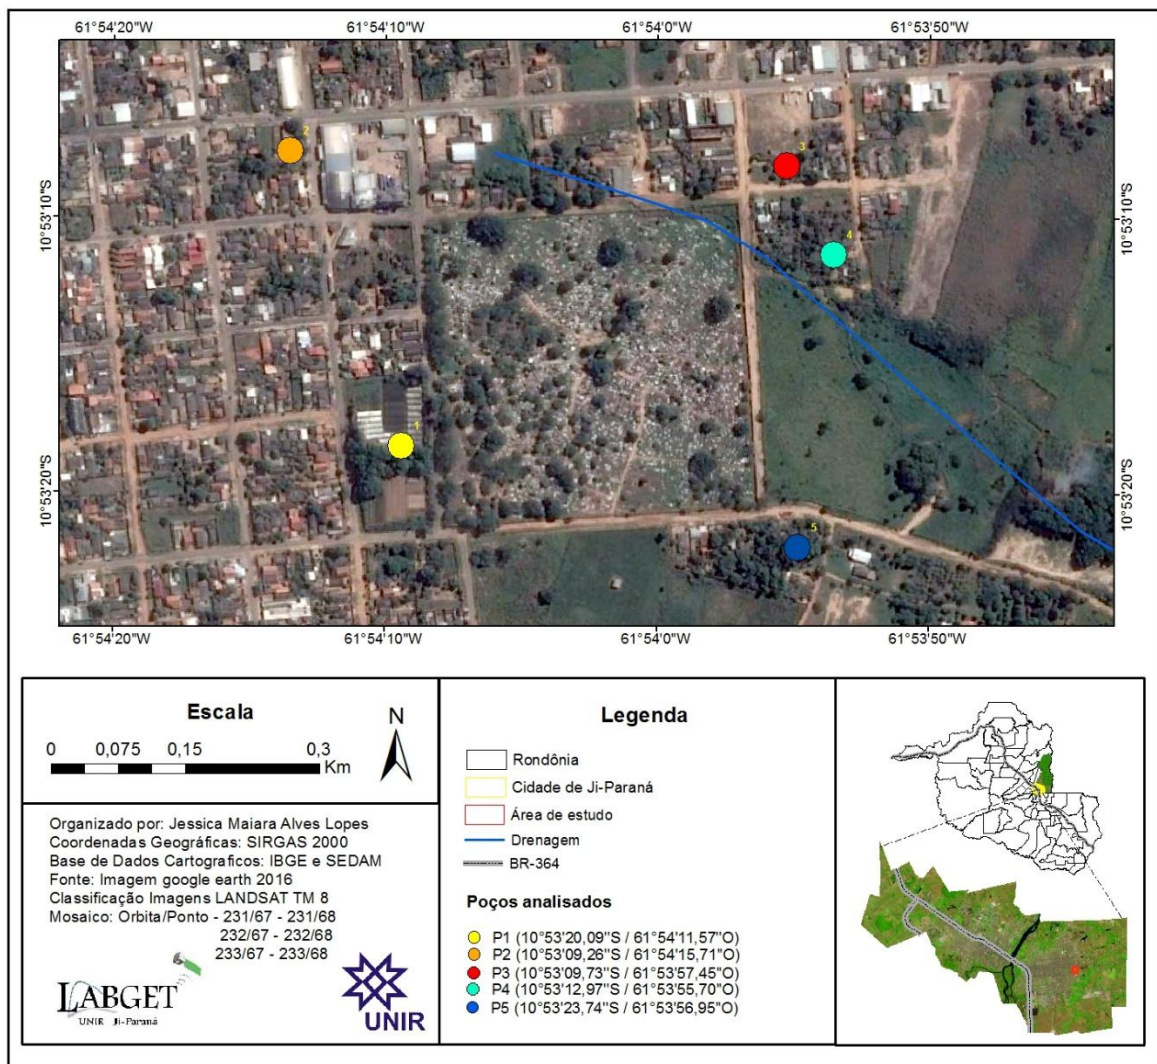 61°54'20"W 61°54'10"W 61°54'0"W 61°53'50"W
2
3
10°53'10"S 10°53'10"S
4
1
10°53'20"S 10°53'20"S
5
61°54'20"W 61°54'10"W 61°54'0"W 61°53'50"W
Escala
N
0 0,075 0,15 0,3
Km
Organizado por: Jessica Maiara Alves Lopes
Coordenadas Geográficas: SIRGAS 2000
Base de Dados Cartograficos: IBGE e SEDAM
Fonte: Imagem google earth 2016
Classificação Imagens LANDSAT TM 8
Mosaico: Orbita/Ponto - 231/67 - 231/68
232/67 - 232/68
233/67 - 233/68
LABGET
UNIR Ji-Paraná
UNIR
Legenda
Rondônia
Cidade de Ji-Paraná
Área de estudo
Drenagem
BR-364
Poços analisados
P1 (10°53'20,09"S / 61°54'11,57"O)
P2 (10°53'09,26"S / 61°54'15,71"O)
P3 (10°53'09,73"S / 61°53'57,45"O)
P4 (10°53'12,97"S / 61°53'55,70"O)
P5 (10°53'23,74"S / 61°53'56,95"O)